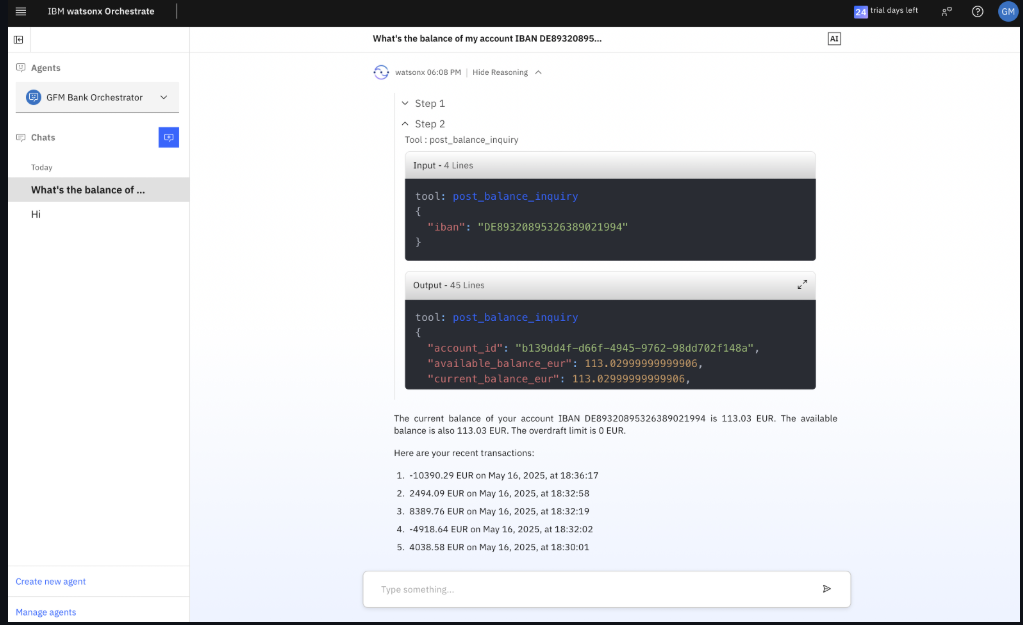 IBM watsonx Orchestrate
24 trial days left
GM
What's the balance of my account IBAN DE89320895...
AI
Agents
GFM Bank Orchestrator
Chats
Today
What's the balance of ...
Hi
Create new agent
Manage agents
watsonx 06:08 PM | Hide Reasoning
Step 1
Step 2
Tool : post_balance_inquiry
Input - 4 Lines
tool: post_balance_inquiry
{
"iban": "DE89320895326389021994"
}
Output - 45 Lines
tool: post_balance_inquiry
{
"account_id": "b139dd4f-d66f-4945-9762-98dd702f148a",
"available_balance_eur": 113.02999999999906,
"current_balance_eur": 113.02999999999906,
The current balance of your account IBAN DE89320895326389021994 is 113.03 EUR. The available
balance is also 113.03 EUR. The overdraft limit is 0 EUR.
Here are your recent transactions:
1. -10390.29 EUR on May 16, 2025, at 18:36:17
2. 2494.09 EUR on May 16, 2025, at 18:32:58
3. 8389.76 EUR on May 16, 2025, at 18:32:19
4. -4918.64 EUR on May 16, 2025, at 18:32:02
5. 4038.58 EUR on May 16, 2025, at 18:30:01
Type something...